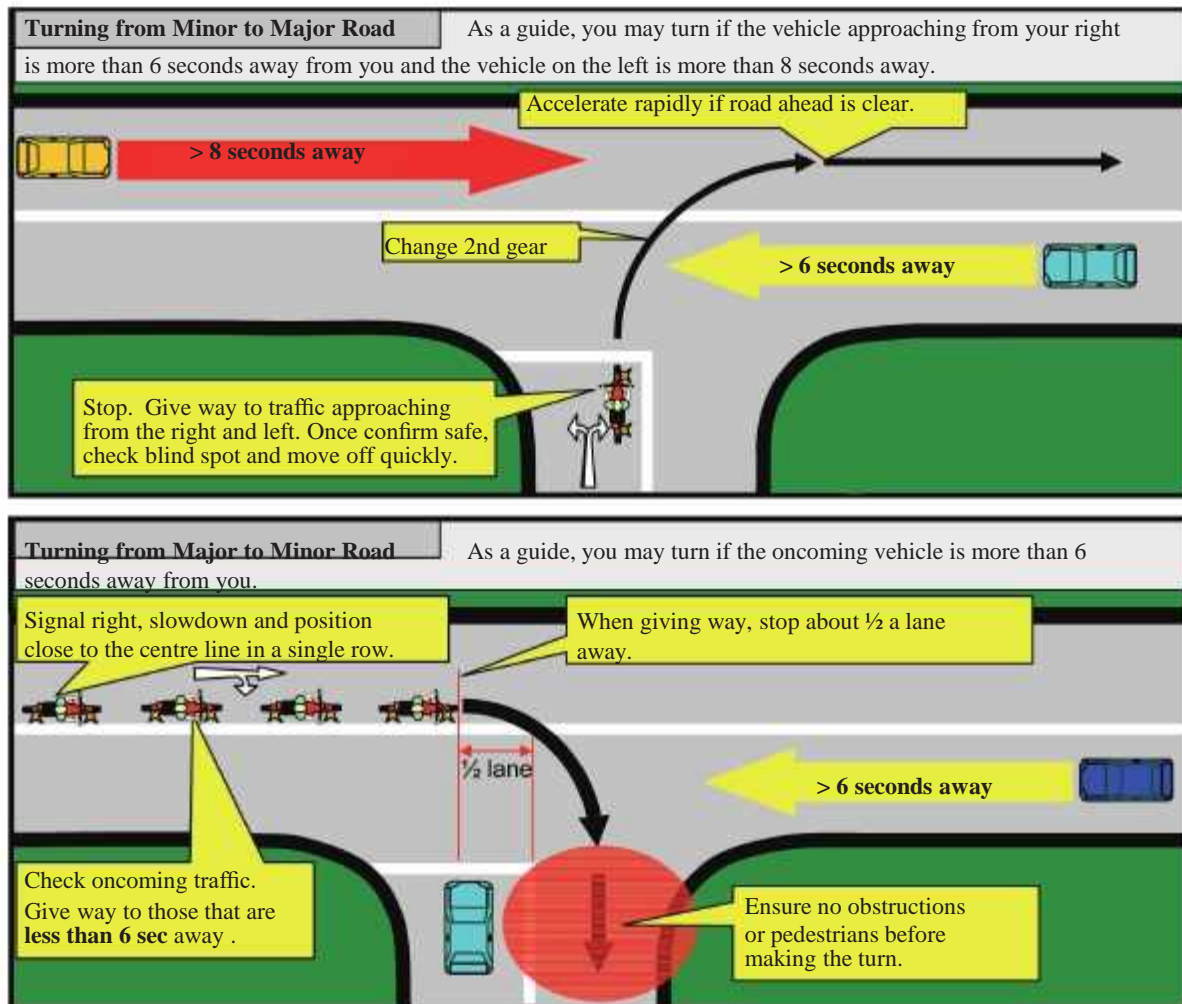 Turning from Minor to Major Road As a guide, you may turn if the vehicle approaching from your right
is more than 6 seconds away from you and the vehicle on the left is more than 8 seconds away.
Accelerate rapidly if road ahead is clear.
> 8 seconds away
Change 2nd gear
> 6 seconds away
Stop. Give way to traffic approaching
from the right and left. Once confirm safe,
check blind spot and move off quickly.
Turning from Major to Minor Road As a guide, you may turn if the oncoming vehicle is more than 6
seconds away from you.
Signal right, slowdown and position
close to the centre line in a single row.
When giving way, stop about ½ a lane
away.
½ lane
> 6 seconds away
Check oncoming traffic.
Give way to those that are
less than 6 sec away .
Ensure no obstructions
or pedestrians before
making the turn.